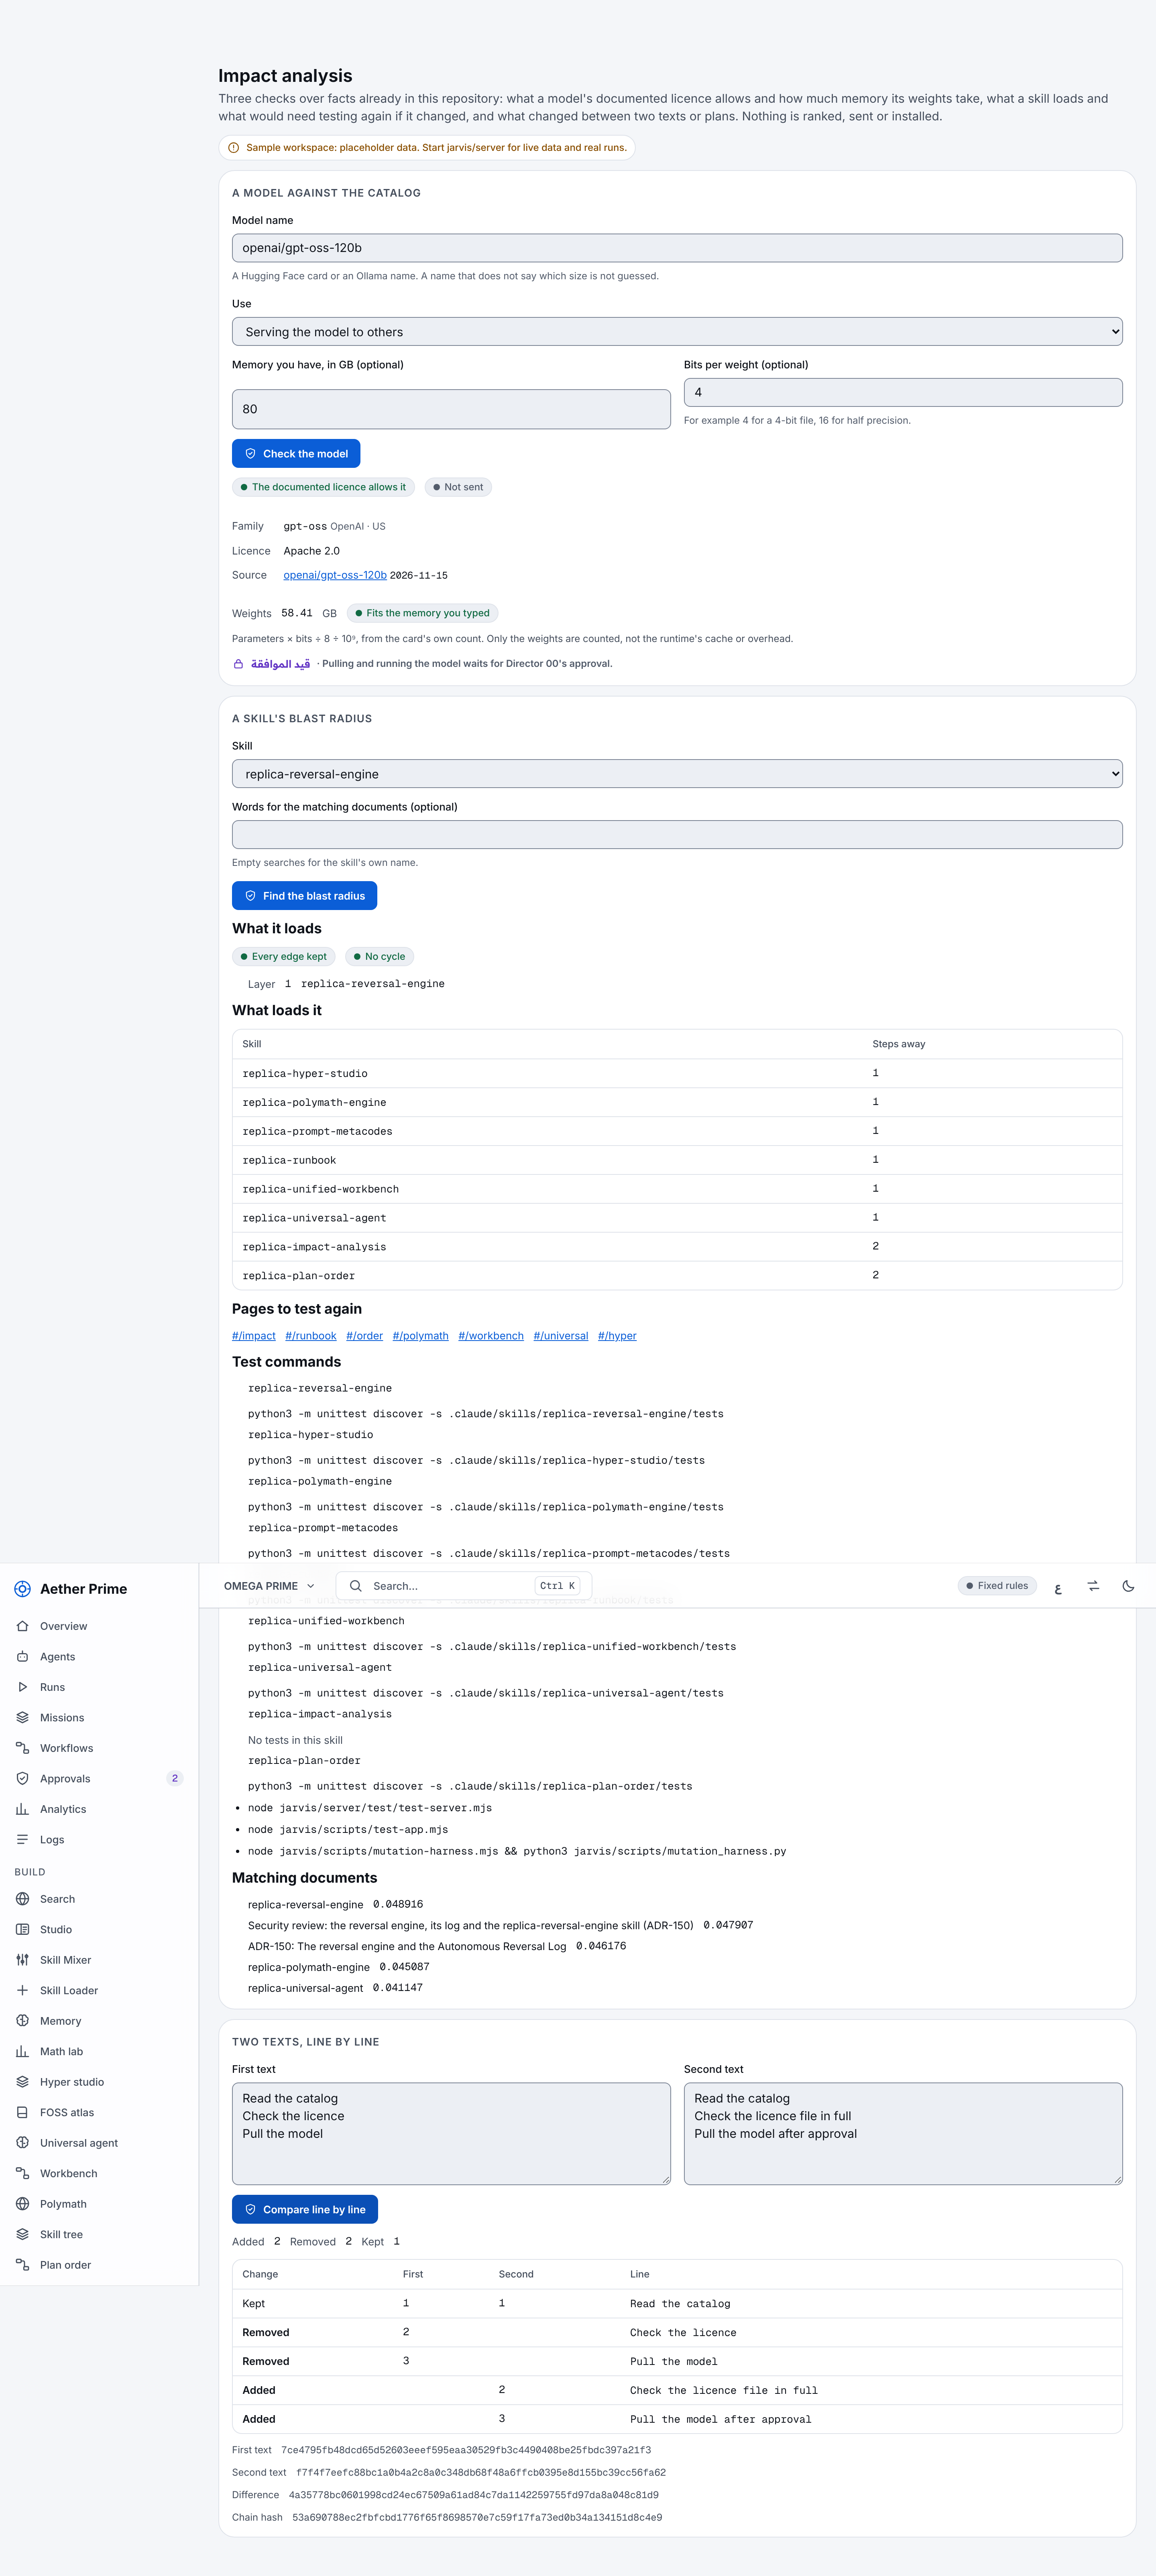 Impact analysis
Three checks over facts already in this repository: what a model's documented licence allows and how much memory its weights take, what a skill loads and
what would need testing again if it changed, and what changed between two texts or plans. Nothing is ranked, sent or installed.
Sample workspace: placeholder data. Start jarvis/server for live data and real runs.
A MODEL AGAINST THE CATALOG
Model name
openai/gpt-oss-120b
A Hugging Face card or an Ollama name. A name that does not say which size is not guessed.
Use
Serving the model to others
Memory you have, in GB (optional)
80
Bits per weight (optional)
4
For example 4 for a 4-bit file, 16 for half precision.
Check the model
The documented licence allows it
Not sent
Family gpt-oss OpenAI · US
Licence Apache 2.0
Source openai/gpt-oss-120b 2026-11-15
Weights 58.41 GB Fits the memory you typed
Parameters × bits ÷ 8 ÷ 10⁹, from the card's own count. Only the weights are counted, not the runtime's cache or overhead.
قيد الموافقة · Pulling and running the model waits for Director 00's approval.
A SKILL'S BLAST RADIUS
Skill
replica-reversal-engine
Words for the matching documents (optional)
Empty searches for the skill's own name.
Find the blast radius
What it loads
Every edge kept
No cycle
Layer 1 replica-reversal-engine
What loads it
Skill Steps away
replica-hyper-studio 1
replica-polymath-engine 1
replica-prompt-metacodes 1
replica-runbook 1
replica-unified-workbench 1
replica-universal-agent 1
replica-impact-analysis 2
replica-plan-order 2
Pages to test again
#/impact #/runbook #/order #/polymath #/workbench #/universal #/hyper
Test commands
replica-reversal-engine
python3 -m unittest discover -s .claude/skills/replica-reversal-engine/tests
replica-hyper-studio
python3 -m unittest discover -s .claude/skills/replica-hyper-studio/tests
replica-polymath-engine
python3 -m unittest discover -s .claude/skills/replica-polymath-engine/tests
replica-prompt-metacodes
python3 -m unittest discover -s .claude/skills/replica-prompt-metacodes/tests
Aether Prime
OMEGA PRIME
Search...
Ctrl K
Fixed rules
ع
Overview
Agents
Runs
Missions
Workflows
Approvals 2
Analytics
Logs
BUILD
Search
Studio
Skill Mixer
Skill Loader
Memory
Math lab
Hyper studio
FOSS atlas
Universal agent
Workbench
Polymath
Skill tree
Plan order
replica-unified-workbench
python3 -m unittest discover -s .claude/skills/replica-unified-workbench/tests
replica-universal-agent
python3 -m unittest discover -s .claude/skills/replica-universal-agent/tests
replica-impact-analysis
No tests in this skill
replica-plan-order
python3 -m unittest discover -s .claude/skills/replica-plan-order/tests
node jarvis/server/test/test-server.mjs
node jarvis/scripts/test-app.mjs
node jarvis/scripts/mutation-harness.mjs && python3 jarvis/scripts/mutation_harness.py
Matching documents
replica-reversal-engine 0.048916
Security review: the reversal engine, its log and the replica-reversal-engine skill (ADR-150) 0.047907
ADR-150: The reversal engine and the Autonomous Reversal Log 0.046176
replica-polymath-engine 0.045087
replica-universal-agent 0.041147
TWO TEXTS, LINE BY LINE
First text
Read the catalog
Check the licence
Pull the model
Second text
Read the catalog
Check the licence file in full
Pull the model after approval
Compare line by line
Added 2 Removed 2 Kept 1
Change First Second Line
Kept 1 1 Read the catalog
Removed 2 Check the licence
Removed 3 Pull the model
Added 2 Check the licence file in full
Added 3 Pull the model after approval
First text 7ce4795fb48dcd65d52603eeef595eaa30529fb3c4490408be25fbdc397a21f3
Second text f7f4f7eefc88bc1a0b4a2c8a0c348db68f48a6ffcb0395e8d155bc39cc56fa62
Difference 4a35778bc0601998cd24ec67509a61ad84c7da1142259755fd97da8a048c81d9
Chain hash 53a690788ec2fbfcbd1776f65f8698570e7c59f17fa73ed0b34a134151d8c4e9